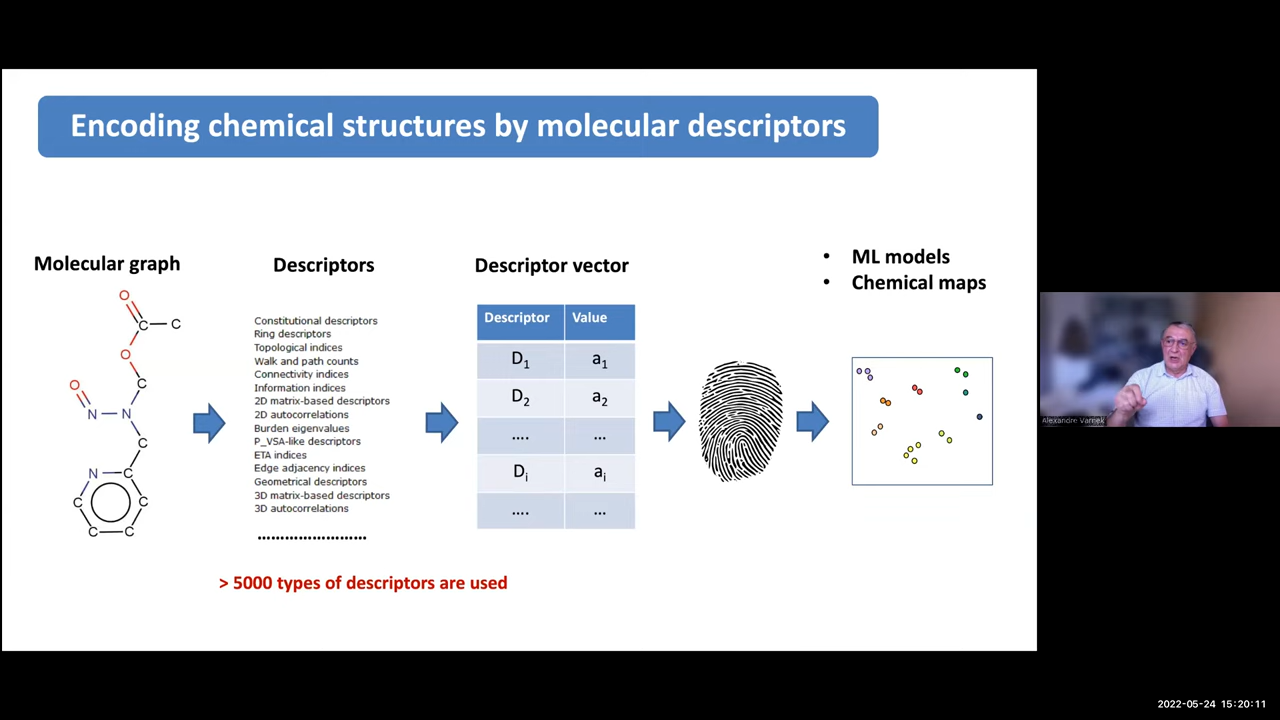 Encoding chemical structures by molecular descriptors
Molecular graph
O
C C
O
O
C
N N
C
N C
C C
C C
Descriptors
Constitutional descriptors
Ring descriptors
Topological indices
Walk and path counts
Connectivity indices
Information indices
2D matrix-based descriptors
2D autocorrelations
Burden eigenvalues
P_VSA-like descriptors
ETA indices
Edge adjacency indices
Geometrical descriptors
3D matrix-based descriptors
3D autocorrelations
........................
> 5000 types of descriptors are used
Descriptor vector
Descriptor Value
D1 a1
D2 a2
.... ...
Di ai
.... ...
• ML models
• Chemical maps
Alexandre Varnek
2022-05-24 15:20:11